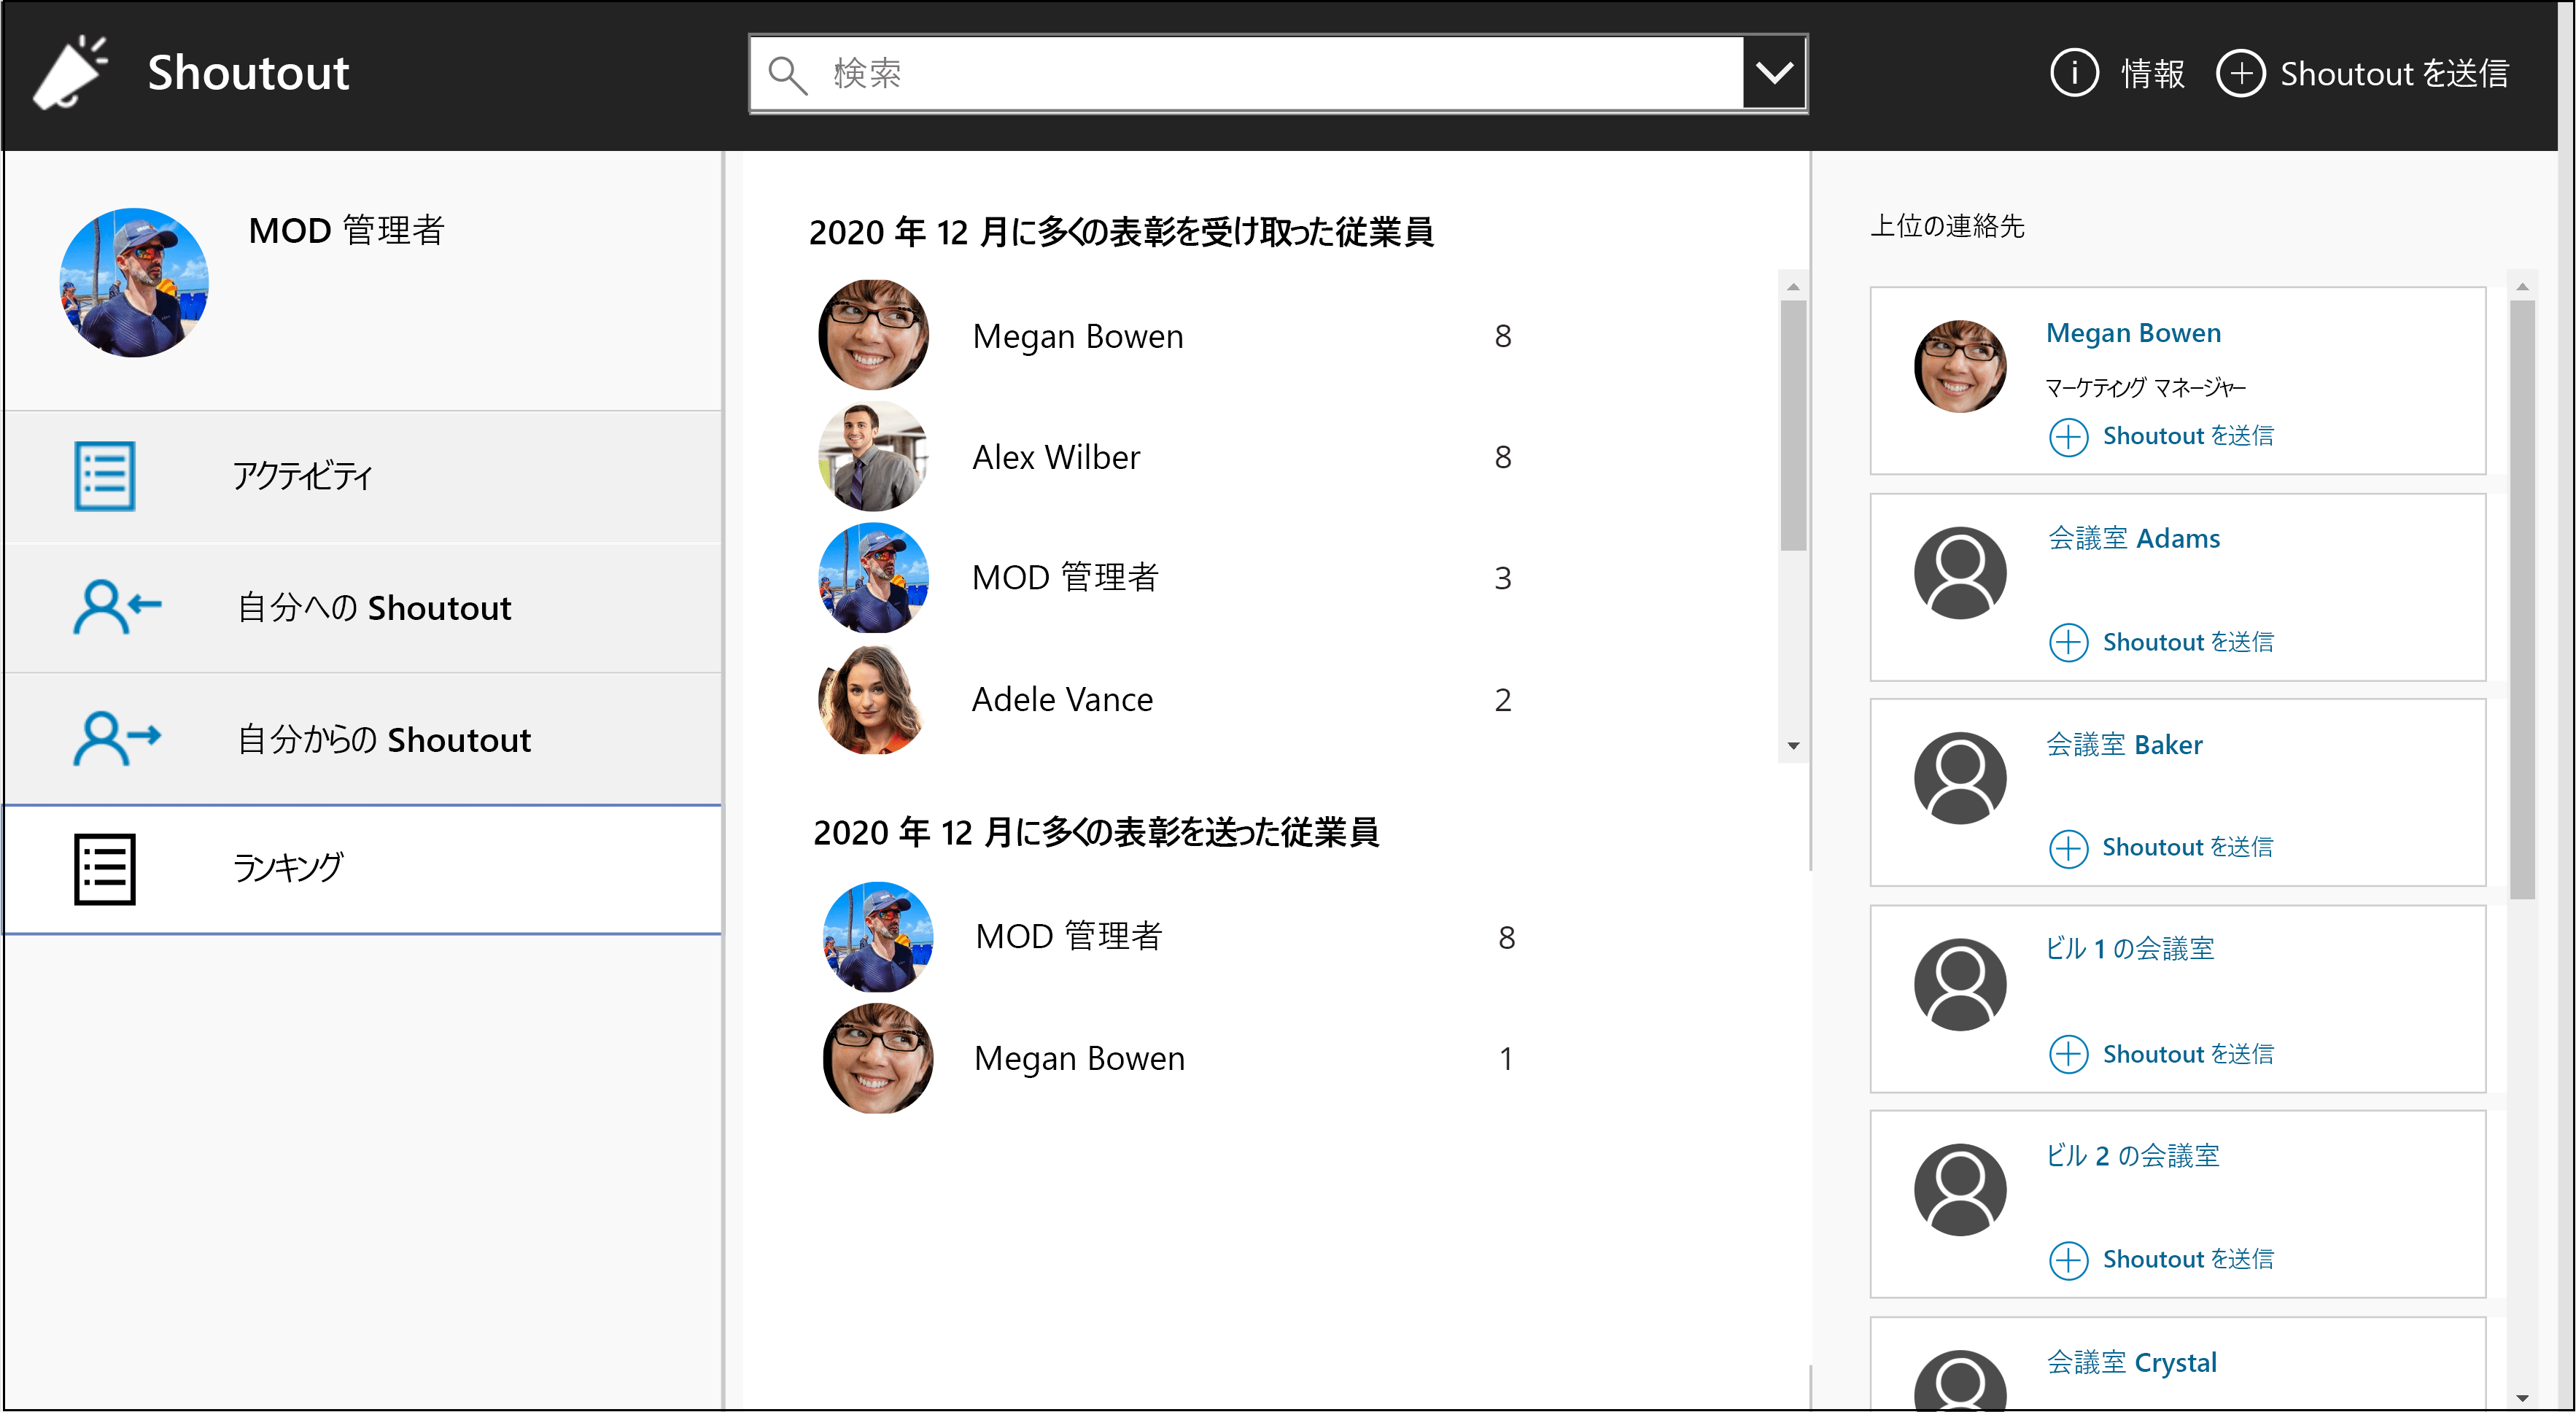 Shoutout
検索
情報
Shoutout を送信
MOD 管理者
アクティビティ
自分への Shoutout
自分からの Shoutout
ランキング
2020 年 12 月に多くの表彰を受け取った従業員
Megan Bowen 8
Alex Wilber 8
MOD 管理者 3
Adele Vance 2
2020 年 12 月に多くの表彰を送った従業員
MOD 管理者 8
Megan Bowen 1
上位の連絡先
Megan Bowen
マーケティング マネージャー
Shoutout を送信
会議室 Adams
Shoutout を送信
会議室 Baker
Shoutout を送信
ビル 1 の会議室
Shoutout を送信
ビル 2 の会議室
Shoutout を送信
会議室 Crystal